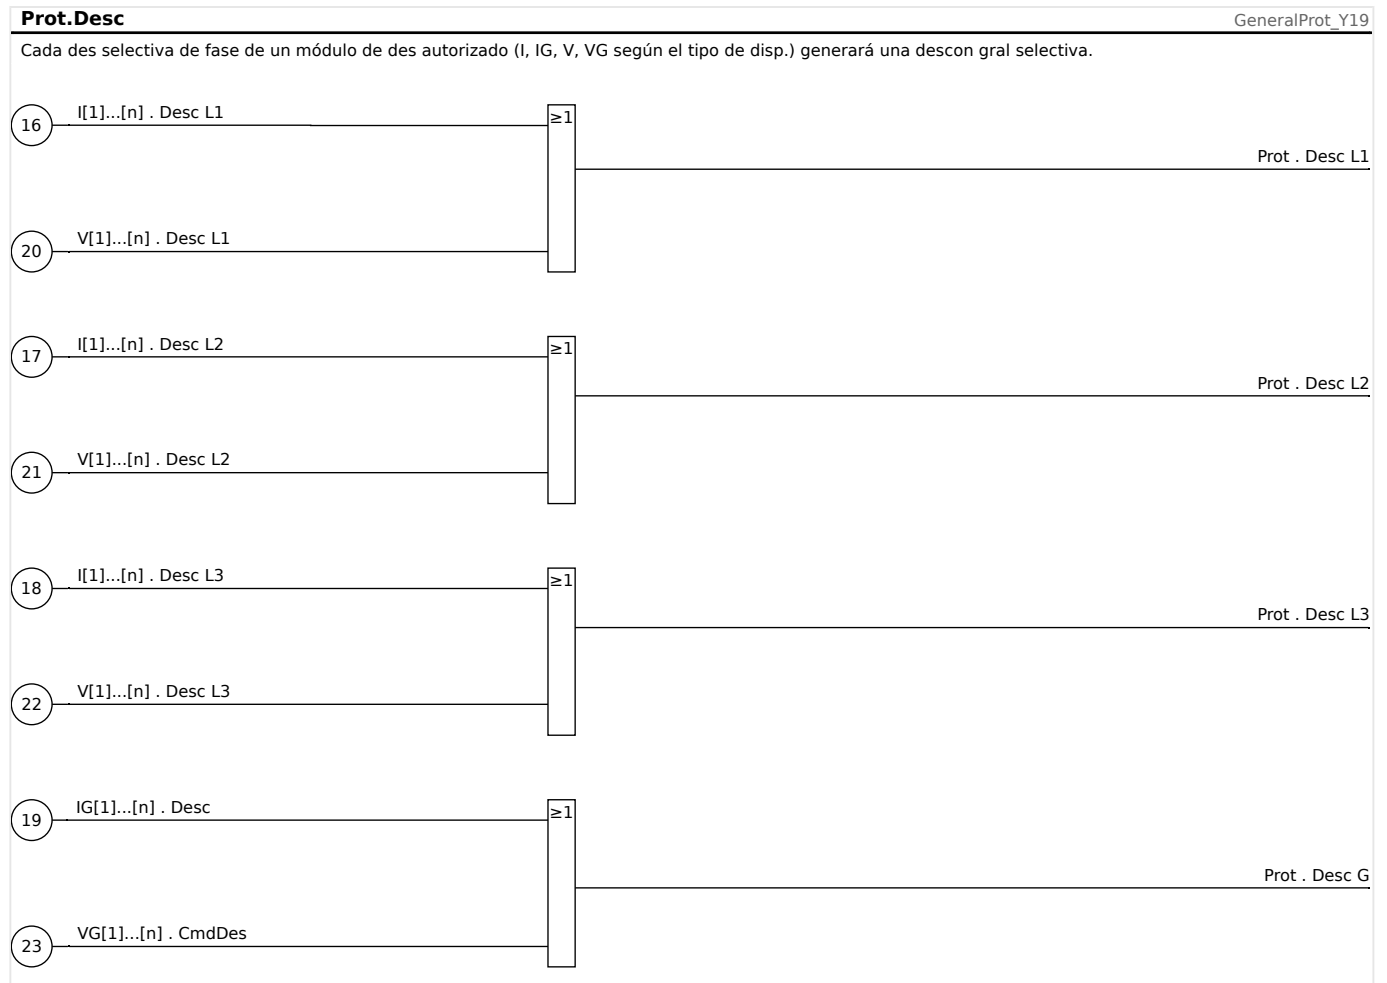 Prot.Desc
GeneralProt_Y19
Cada des selectiva de fase de un módulo de des autorizado (I, IG, V, VG según el tipo de disp.) generará una descon gral selectiva.
16
I[1]...[n] . Desc L1
≥1
Prot . Desc L1
20
V[1]...[n] . Desc L1
17
I[1]...[n] . Desc L2
≥1
Prot . Desc L2
21
V[1]...[n] . Desc L2
18
I[1]...[n] . Desc L3
≥1
Prot . Desc L3
22
V[1]...[n] . Desc L3
19
IG[1]...[n] . Desc
≥1
Prot . Desc G
23
VG[1]...[n] . CmdDes